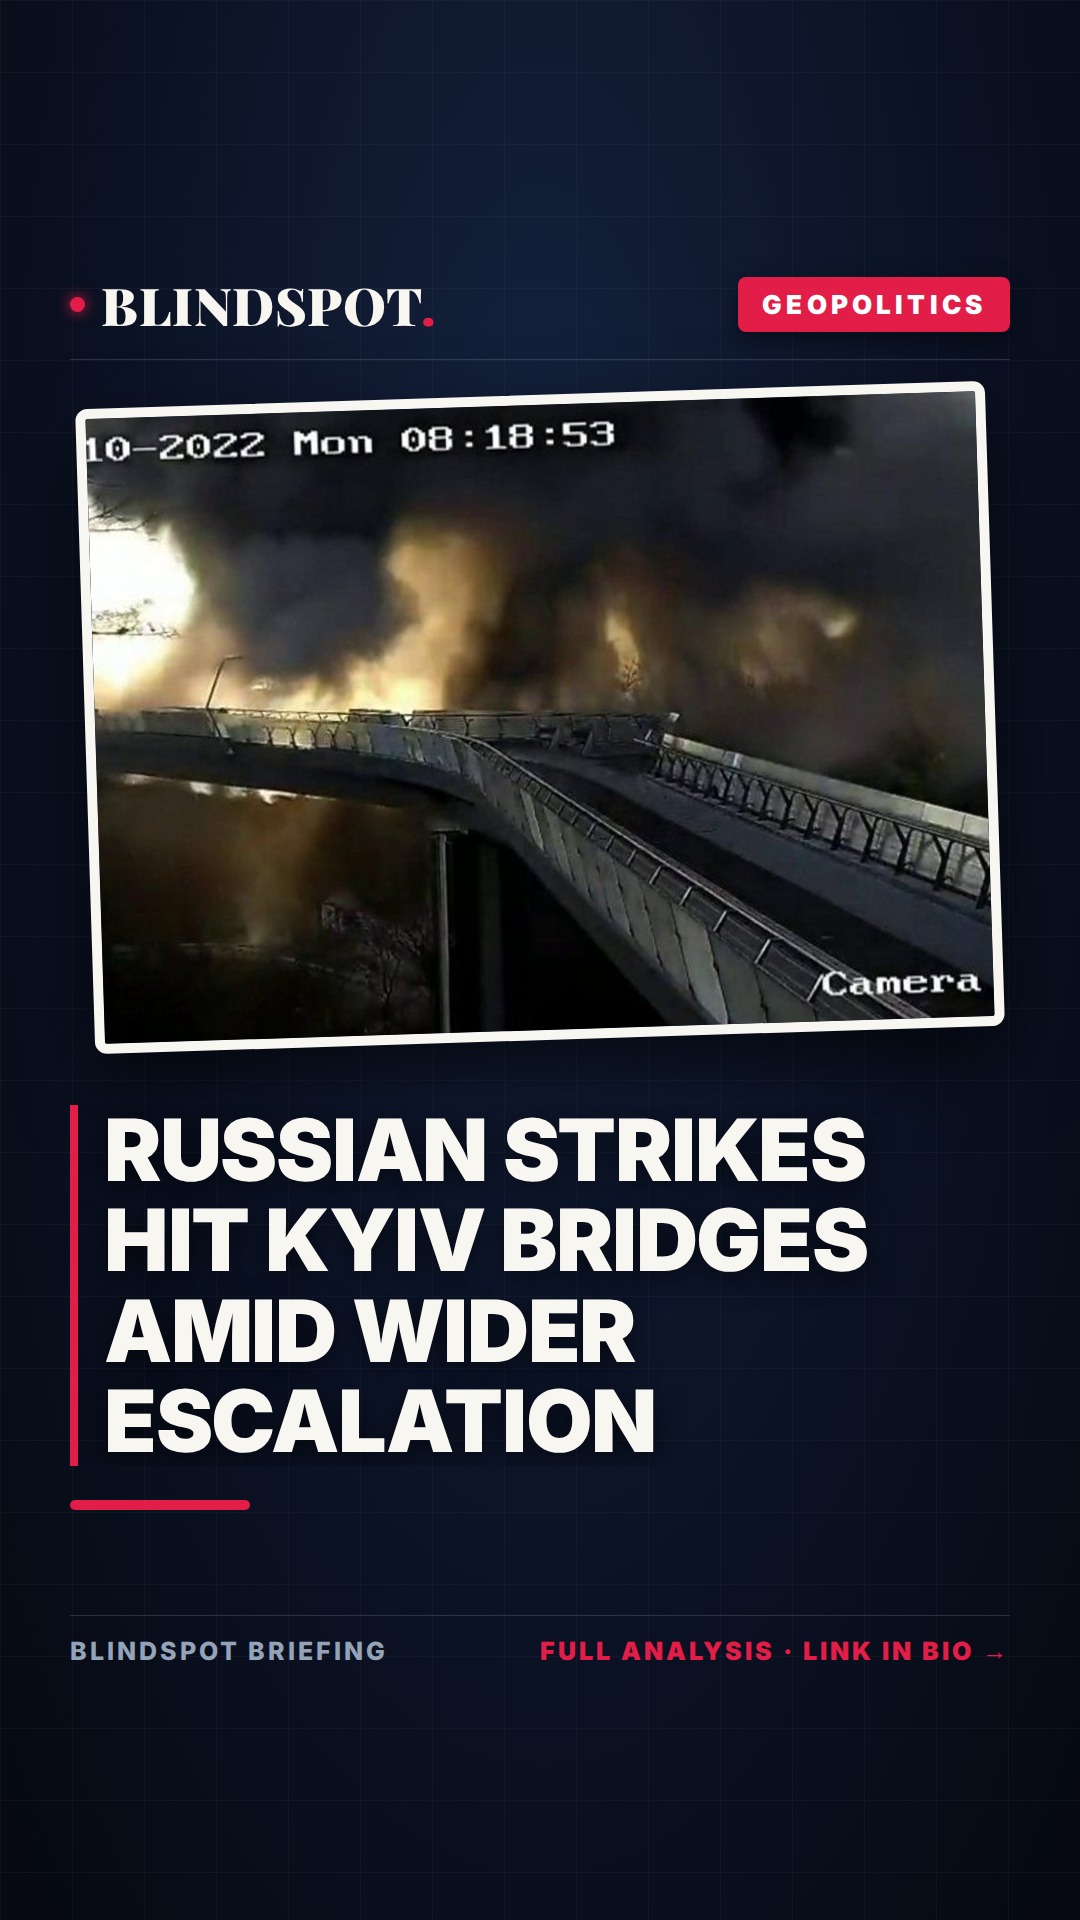 BLINDSPOT.
GEOPOLITICS
10-2022 Mon 08:18:53
Camera
RUSSIAN STRIKES
HIT KYIV BRIDGES
AMID WIDER
ESCALATION
BLINDSPOT BRIEFING
FULL ANALYSIS · LINK IN BIO →